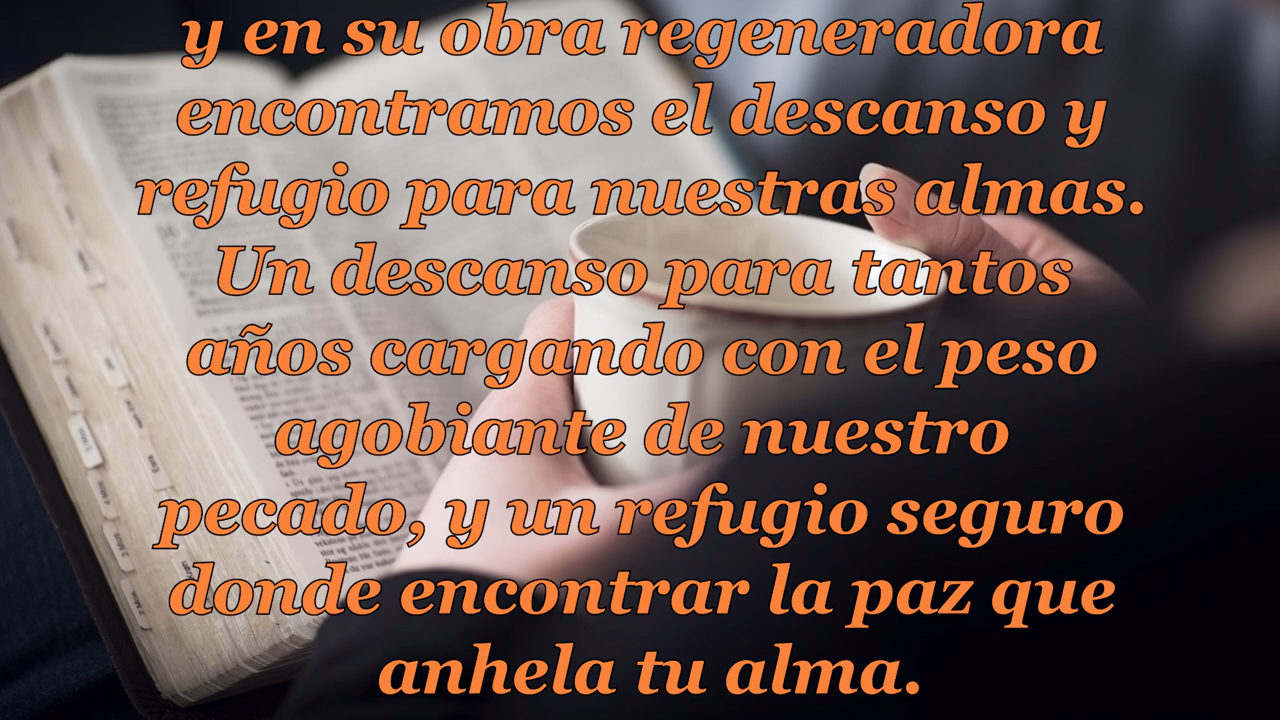 y en su obra regeneradora
encontramos el descanso y
refugio para nuestras almas.
Un descanso para tantos
años cargando con el peso
agobiante de nuestro
pecado, y un refugio seguro
donde encontrar la paz que
anhela tu alma.